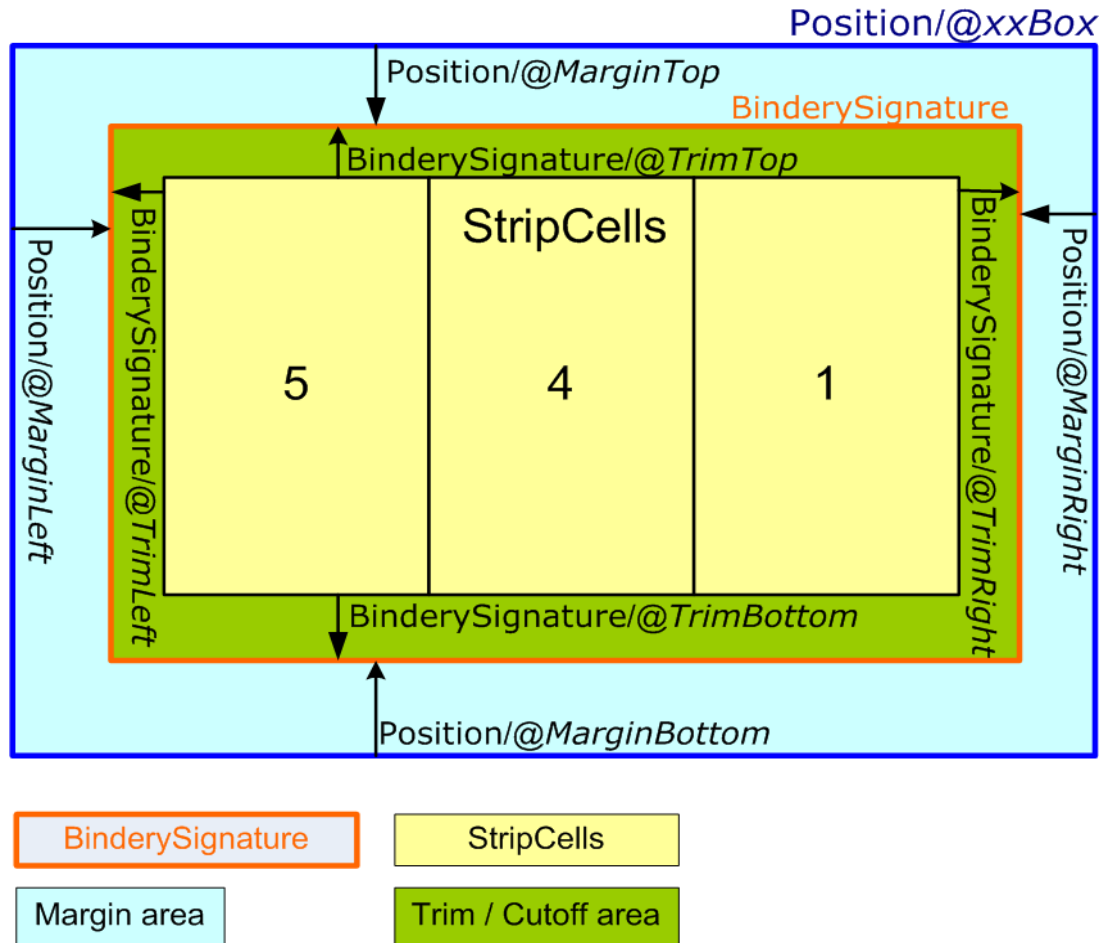 Position/@xxBox
Position/@MarginTop
BinderySignature
BinderySignature/@TrimTop
StripCells
Position/@MarginLeft
BinderySignature/@TrimLeft
5
4
1
BinderySignature/@TrimRight
Position/@MarginRight
BinderySignature/@TrimBottom
Position/@MarginBottom
BinderySignature
StripCells
Margin area
Trim / Cutoff area